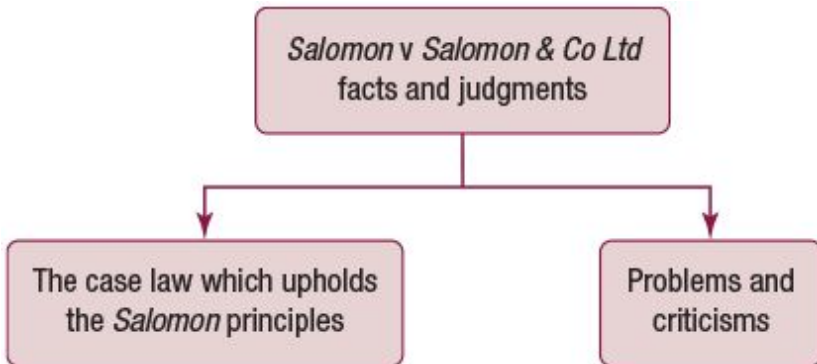 Salomon v Salomon & Co Ltd
facts and judgments
The case law which upholds
the Salomon principles
Problems and
criticisms